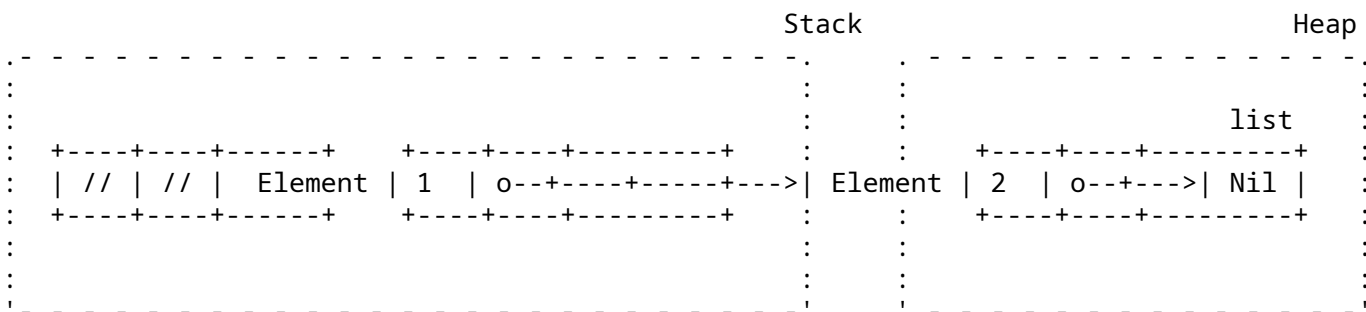 Stack Heap
.- - - - - - - - - - - - - - - - - - - - - - - - -. . - - - - - - - - - - - - - -.
: : : :
: : : list :
: +----+----+------+ +----+----+---------+ : : +----+----+---------+ :
: | // | // | Element | 1 | o--+----+-----+--->| Element | 2 | o--+--->| Nil | :
: +----+----+------+ +----+----+---------+ : : +----+----+---------+ :
: : : :
: : : :
'- - - - - - - - - - - - - - - - - - - - - - - - -' ' - - - - - - - - - - - - - -